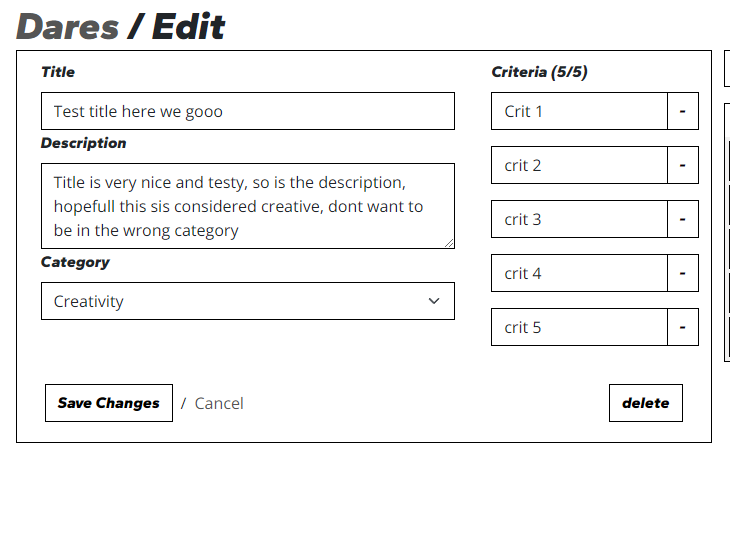 Dares / Edit
Title
Test title here we gooo
Description
Title is very nice and testy, so is the description,
hopefull this sis considered creative, dont want to
be in the wrong category
Category
Creativity
Criteria (5/5)
Crit 1 -
crit 2 -
crit 3 -
crit 4 -
crit 5 -
Save Changes / Cancel
delete